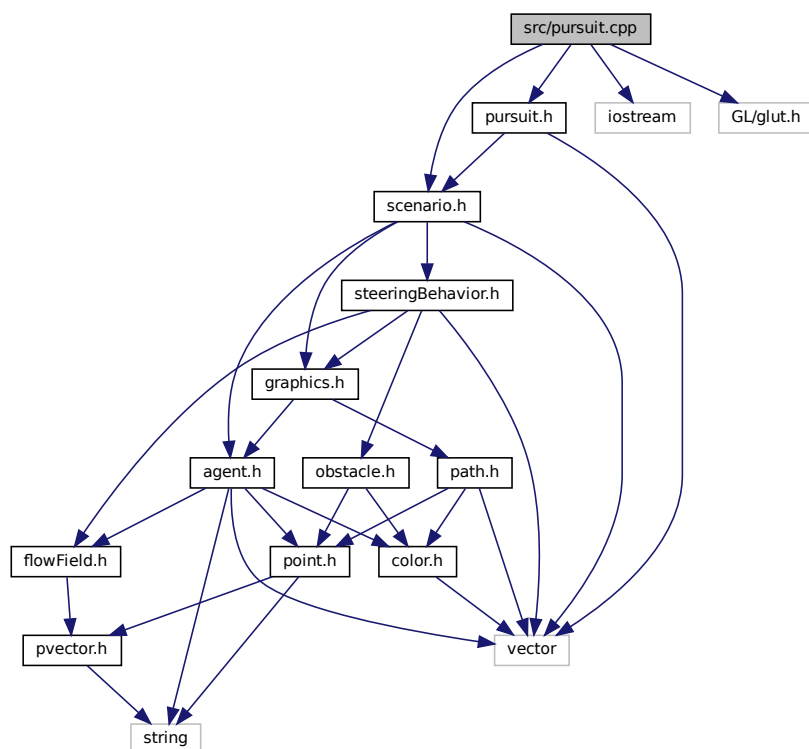 src/pursuit.cpp
pursuit.h
iostream
GL/glut.h
scenario.h
steeringBehavior.h
graphics.h
agent.h
obstacle.h
path.h
flowField.h
point.h
color.h
pvector.h
vector
string